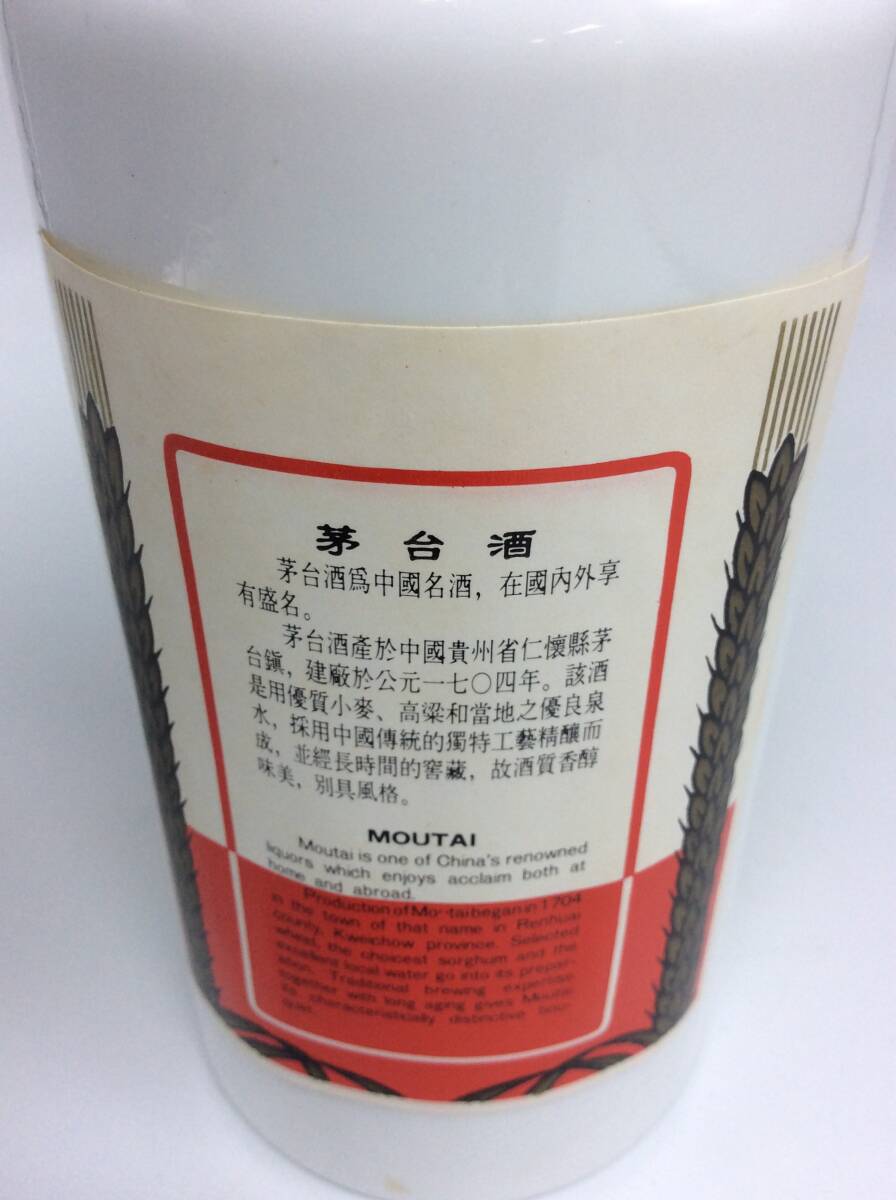 茅台酒
茅台酒爲中國名酒，在國內外享
有盛名。
茅台酒產於中國貴州省仁懷縣茅
台鎭，建廠於公元一七〇四年。該酒
是用優質小麥、高粱和當地之優良泉
水，採用中國傳統的獨特工藝精釀而
成，並經長時間的窖藏，故酒質香醇
味美，別具風格。
MOUTAI
Moutai is one of China's renowned
liquors which enjoys acclaim both at
home and abroad.
Production of Mo-tai began in 1704
in the town of that name in Renhuai
county, Kweichow province. Selected
wheat, the choicest sorghum and the
excellent local water go into its prepar-
ation. Traditional brewing expertise
together with long aging gives Moutai
its characteristically distinctive bou-
quet.